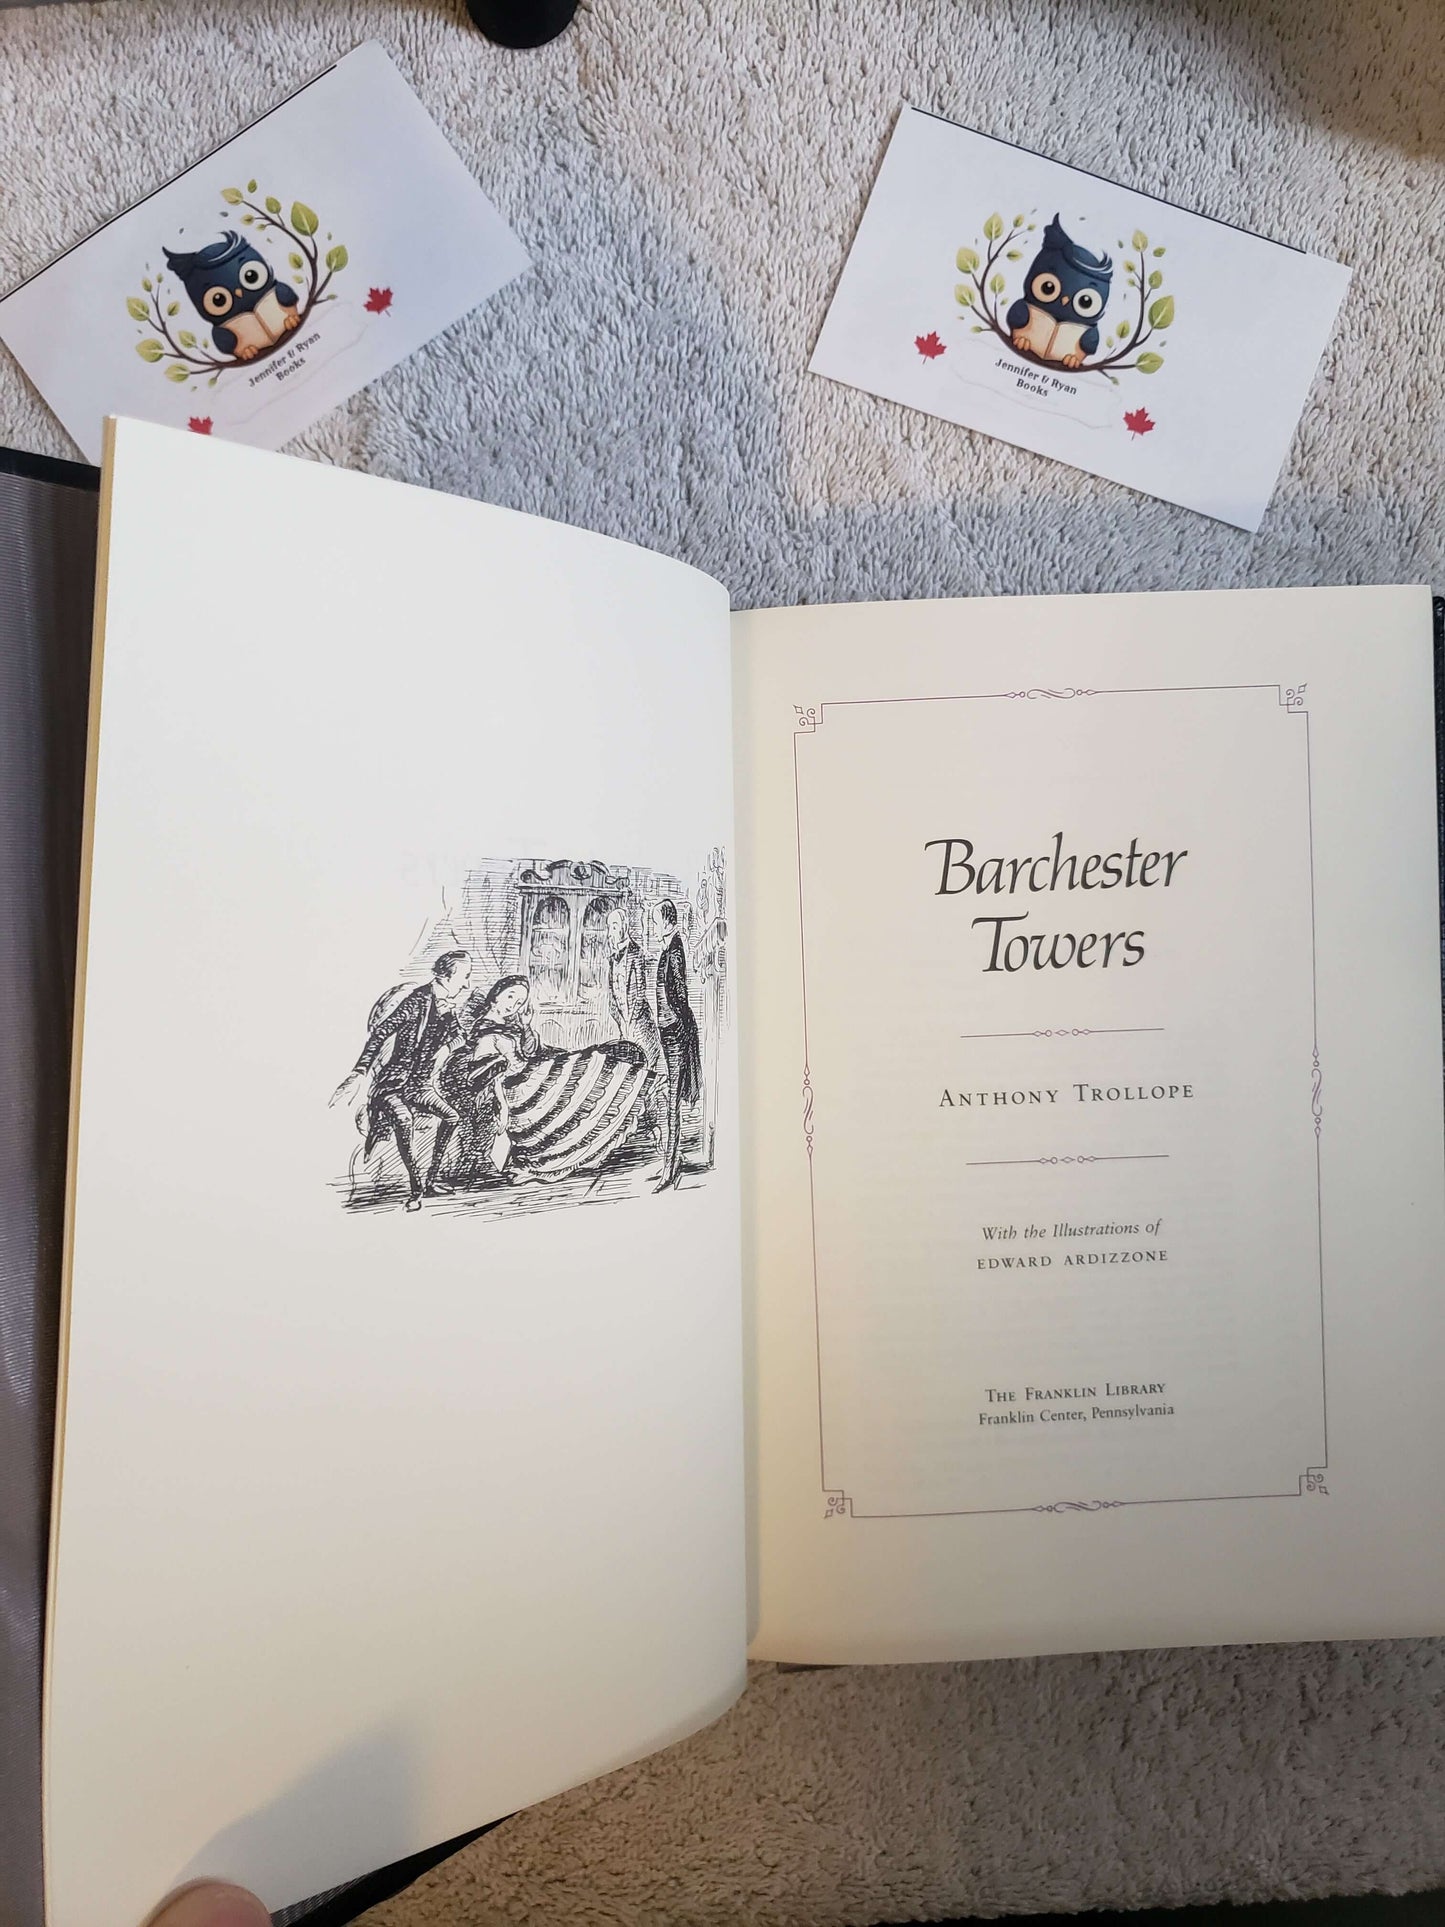 Jennifer & Ryan
Books
Jennifer & Ryan
Books
Barchester
Towers
ANTHONY TROLLOPE
With the Illustrations of
EDWARD ARDIZZONE
THE FRANKLIN LIBRARY
Franklin Center, Pennsylvania